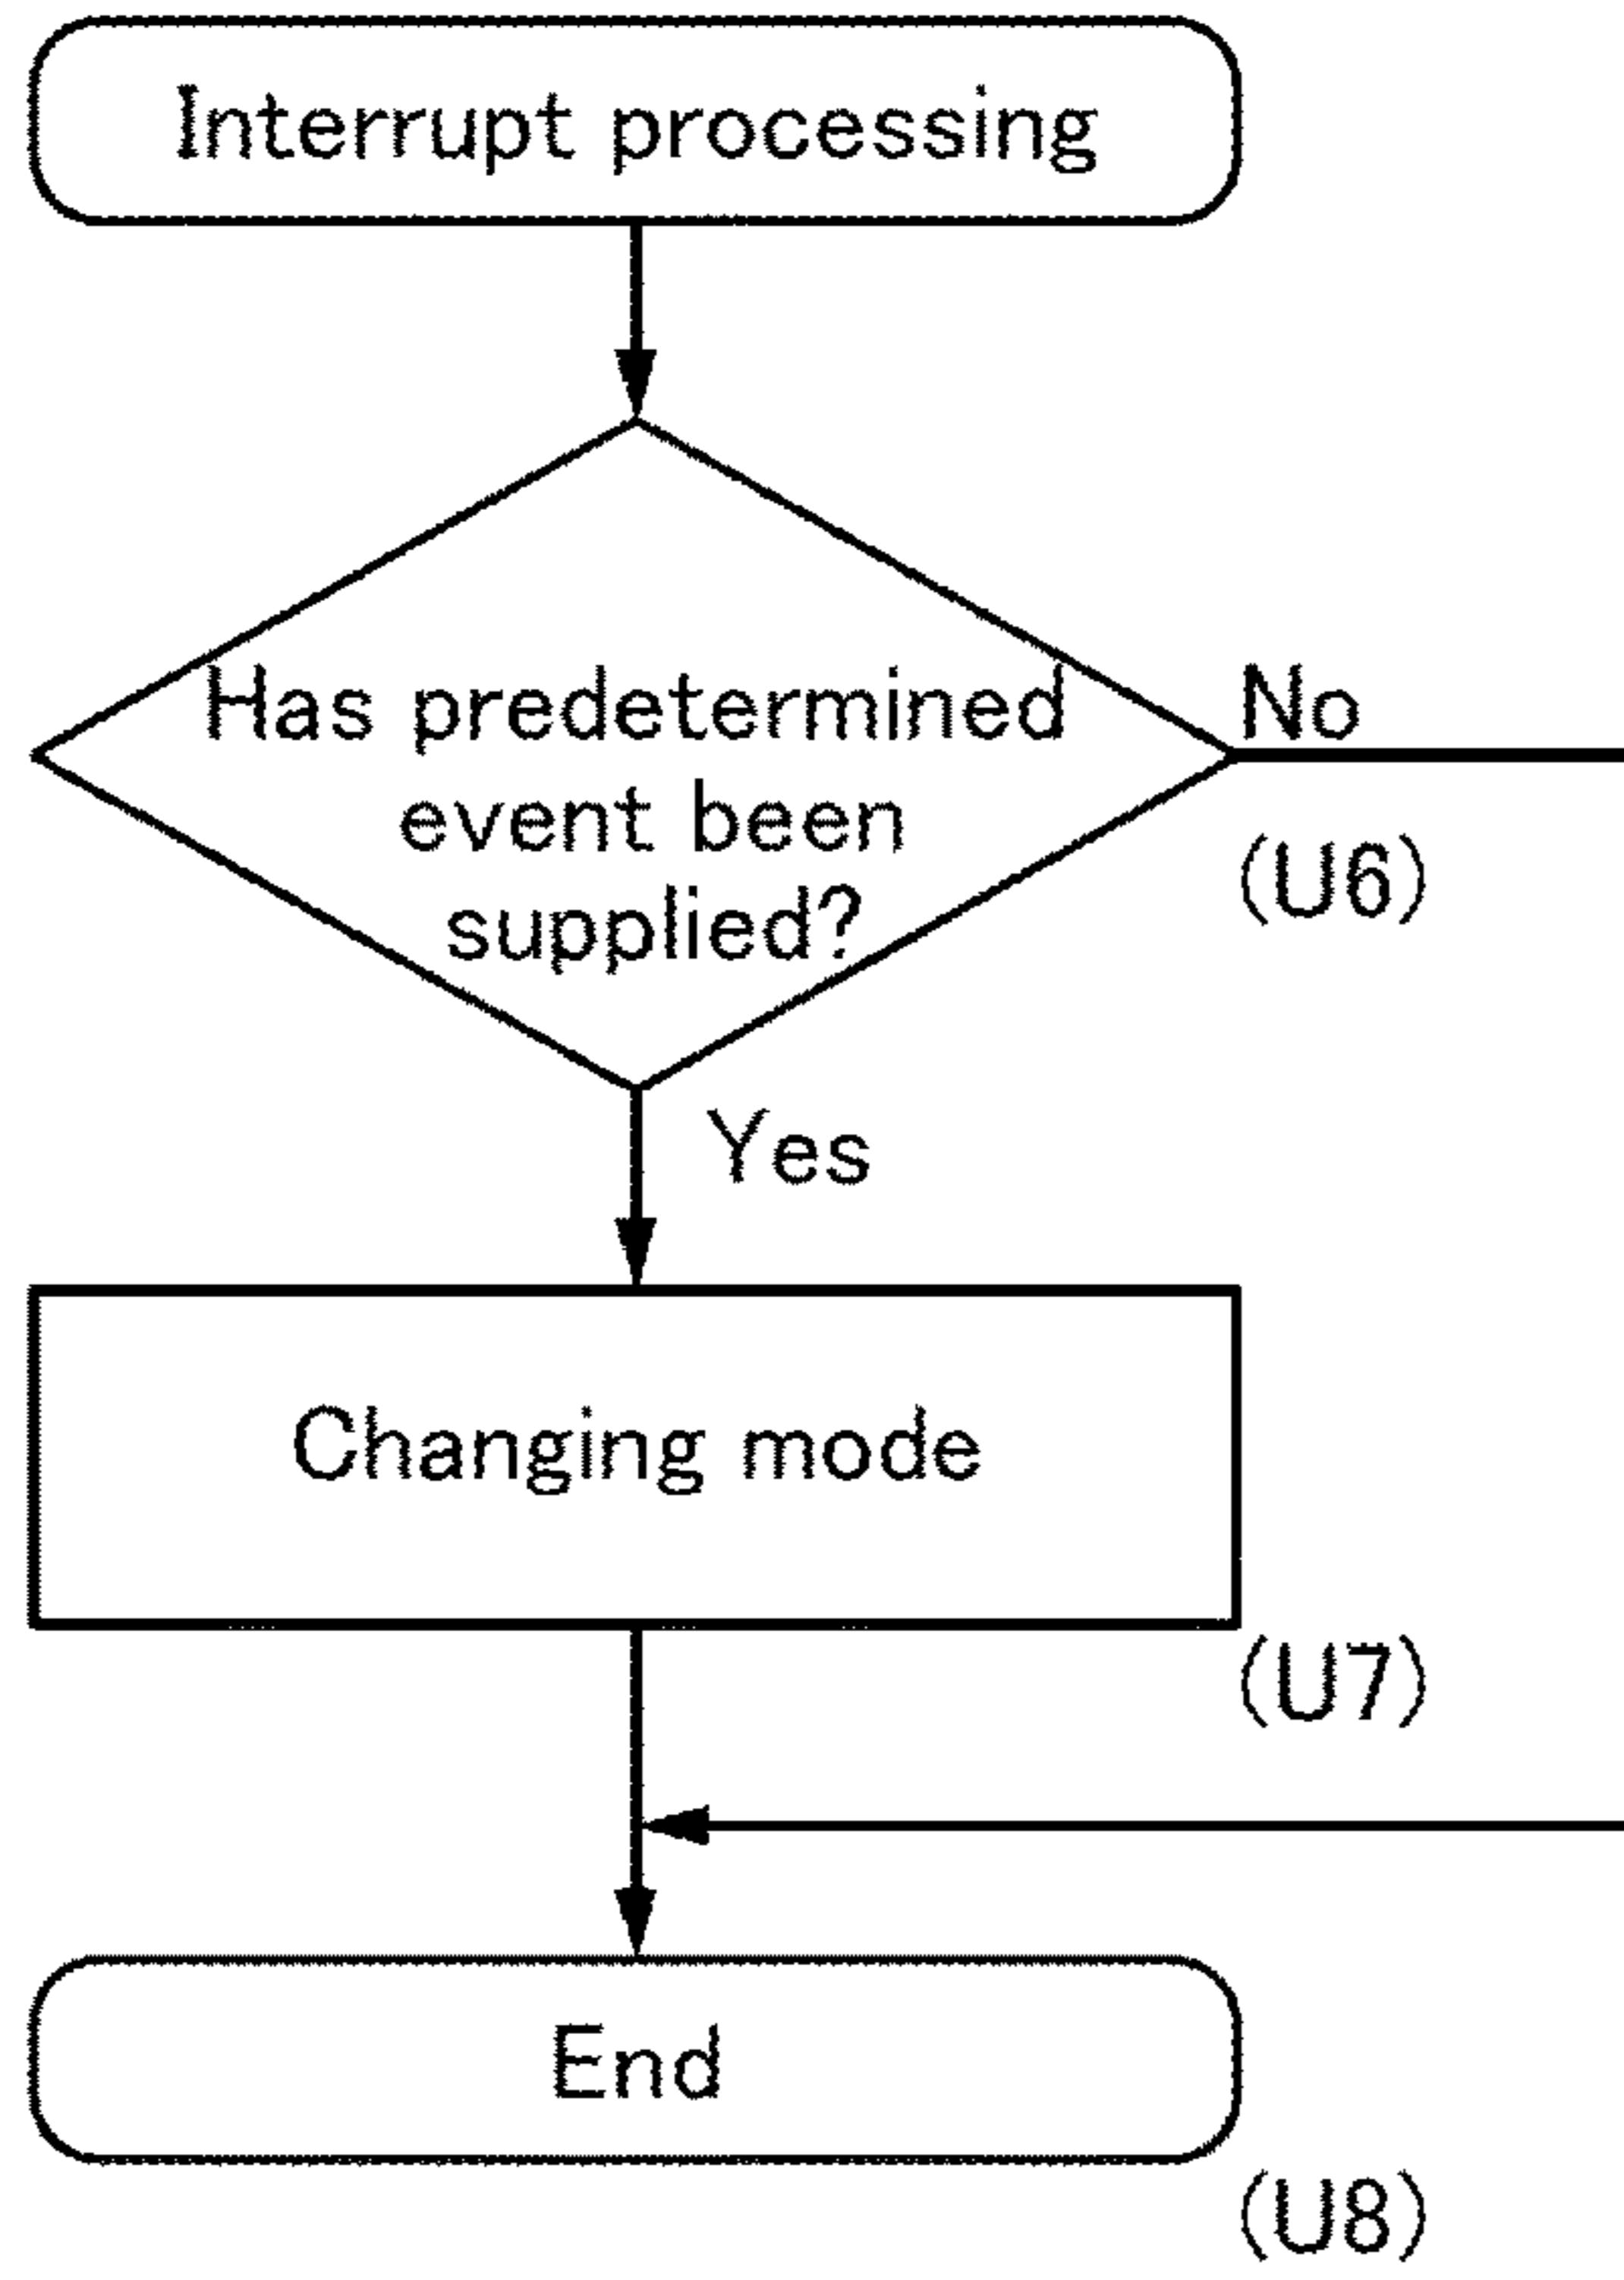 Interrupt processing
Has predetermined
event been
supplied?
No
(U6)
Yes
Changing mode
(U7)
End
(U8)